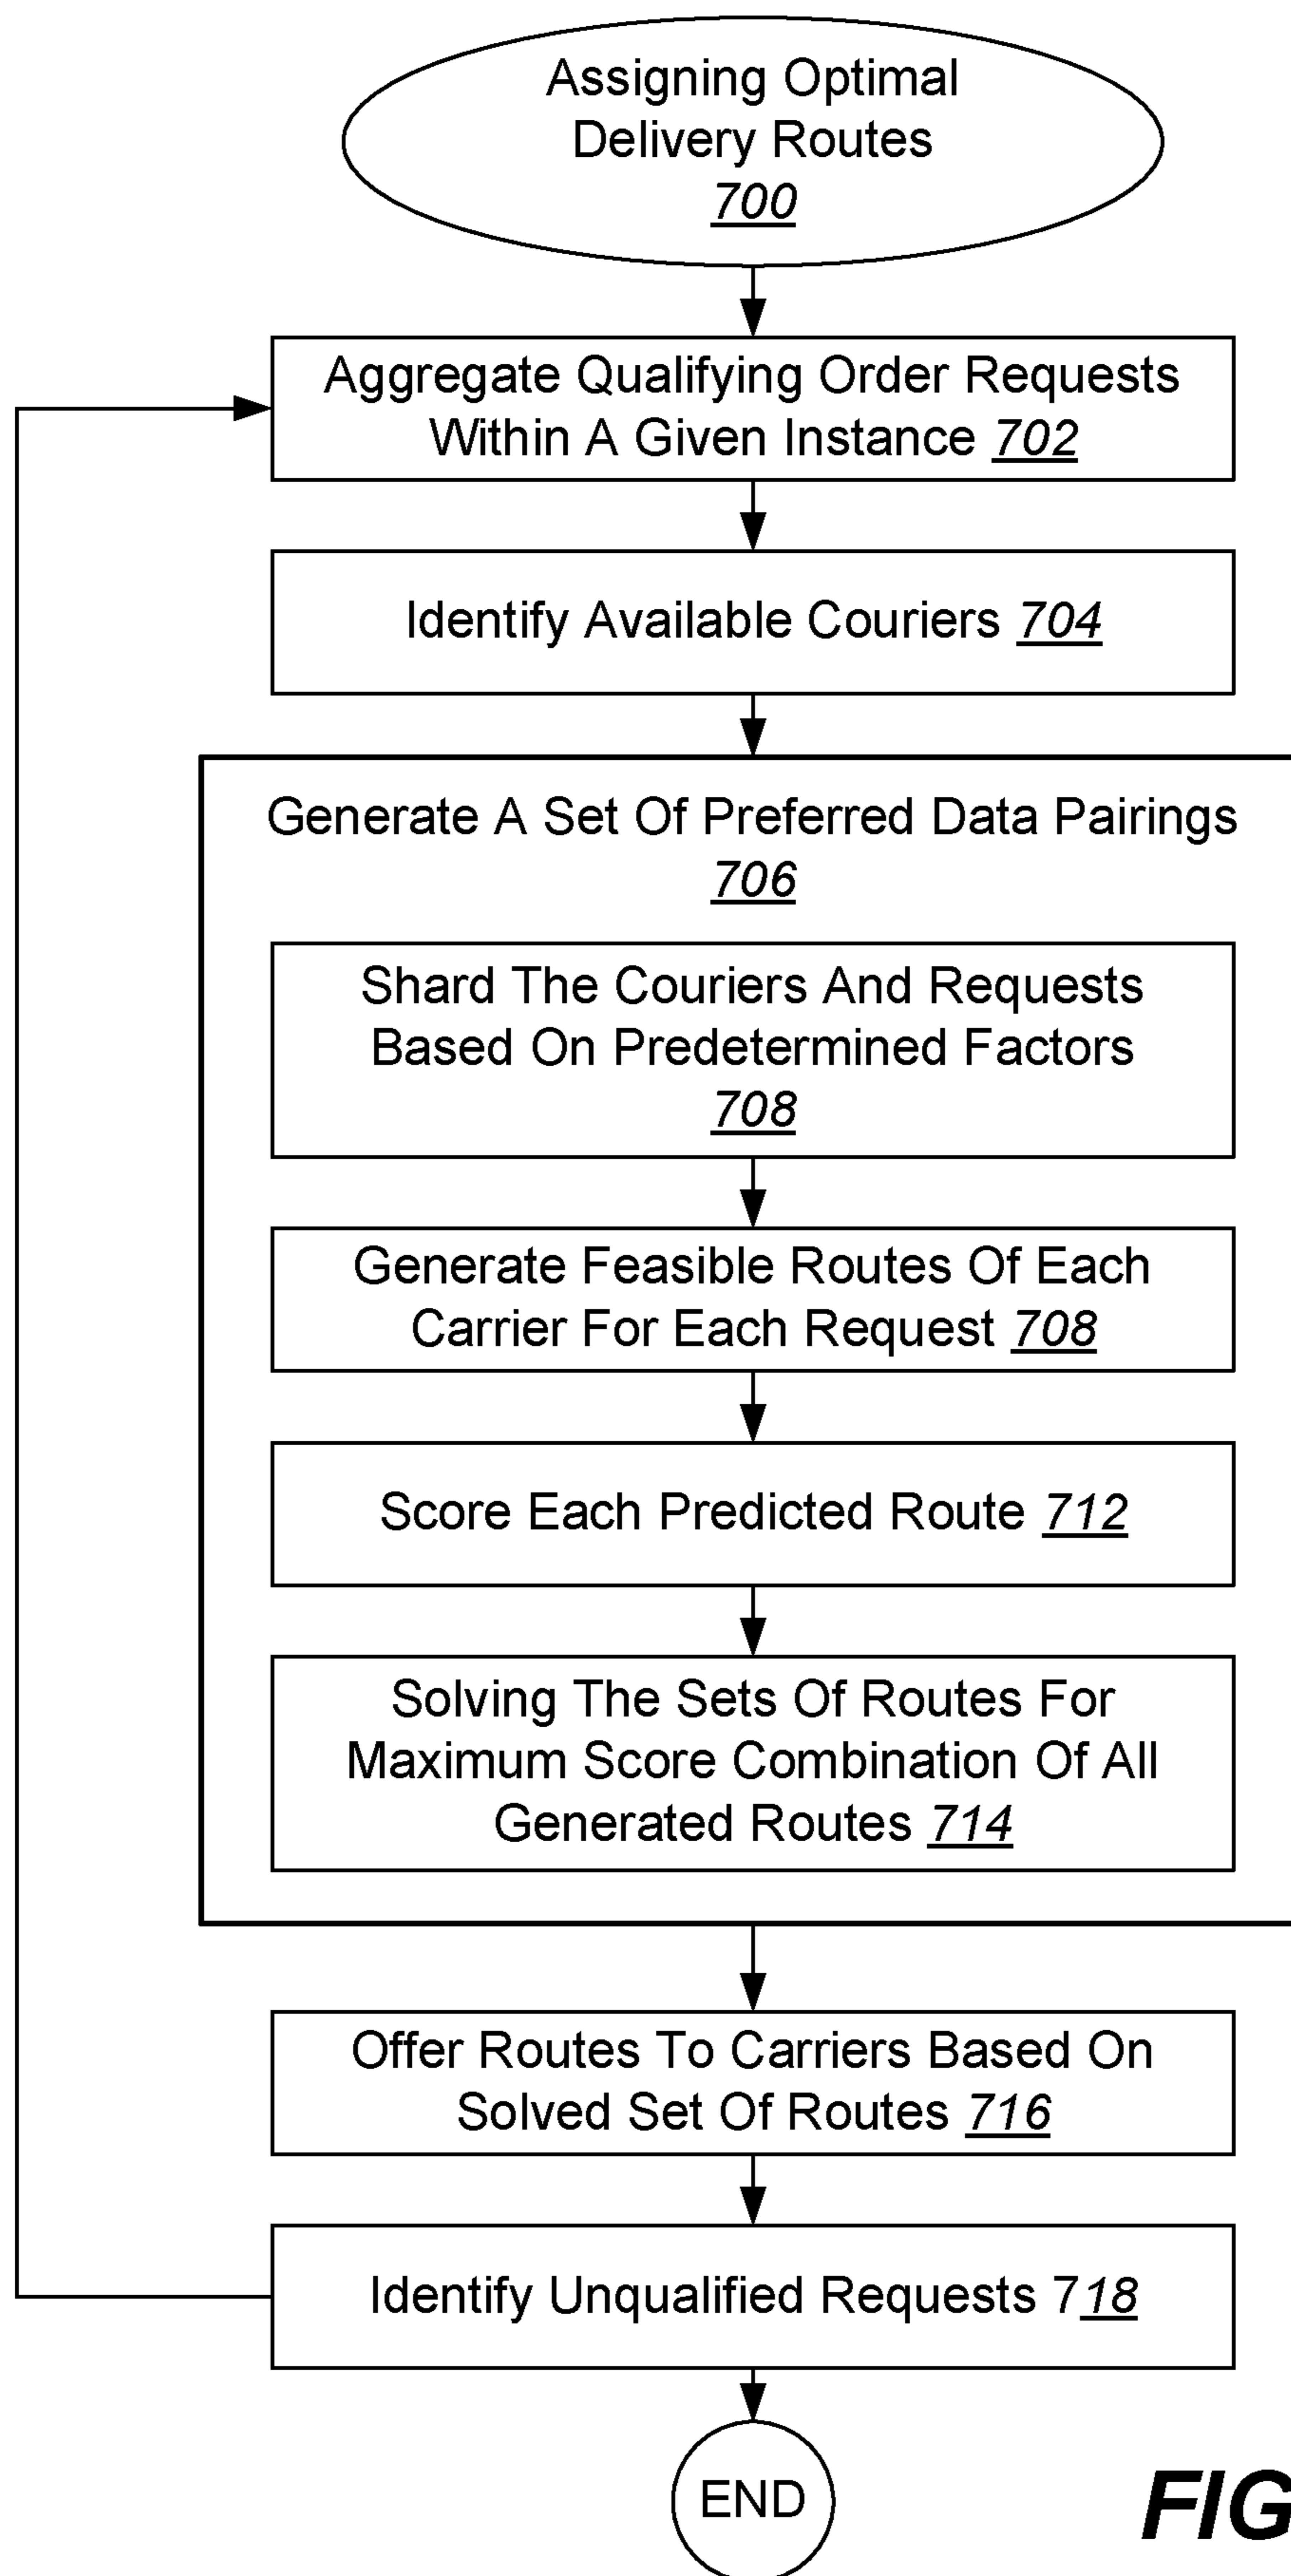 Assigning Optimal
Delivery Routes
700
Aggregate Qualifying Order Requests
Within A Given Instance 702
Identify Available Couriers 704
Generate A Set Of Preferred Data Pairings
706
Shard The Couriers And Requests
Based On Predetermined Factors
708
Generate Feasible Routes Of Each
Carrier For Each Request 708
Score Each Predicted Route 712
Solving The Sets Of Routes For
Maximum Score Combination Of All
Generated Routes 714
Offer Routes To Carriers Based On
Solved Set Of Routes 716
Identify Unqualified Requests 718
END
FIG